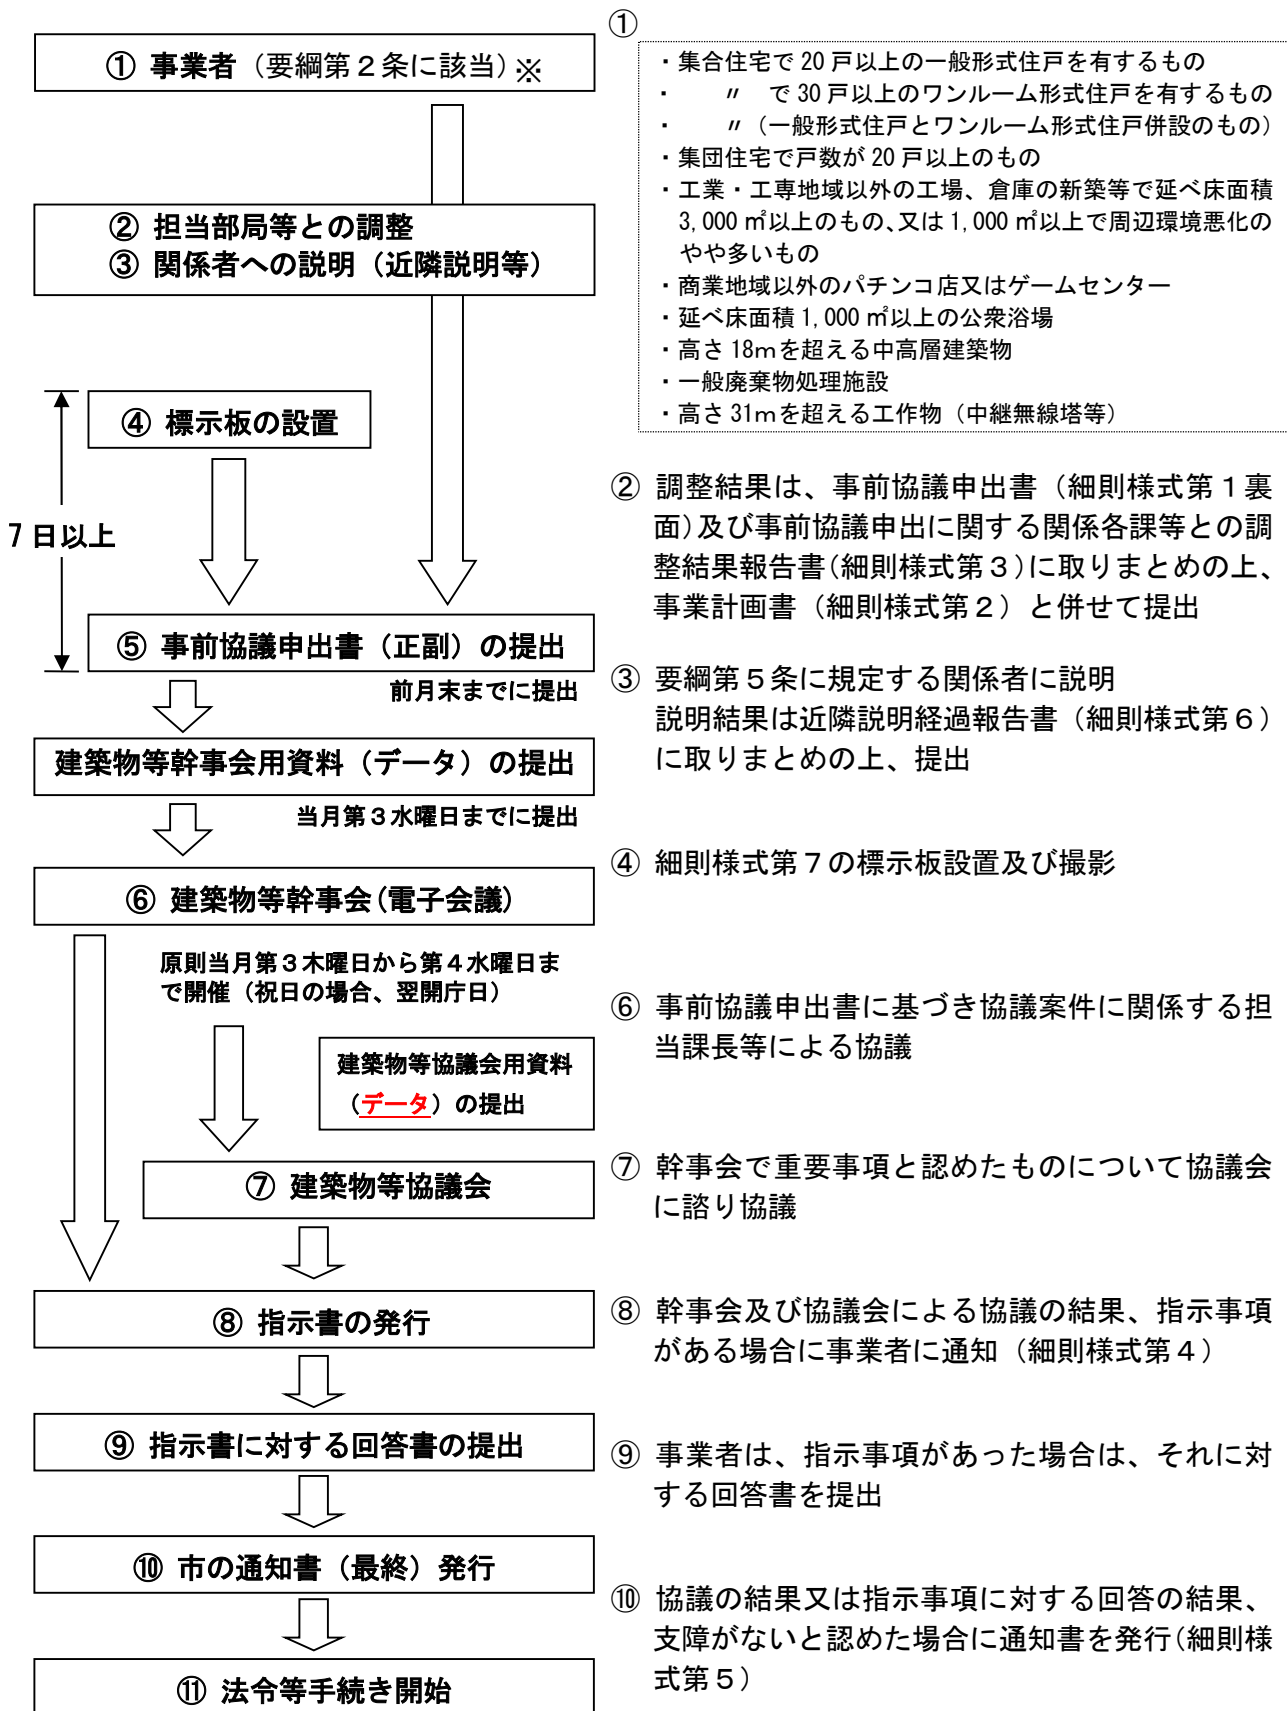 ① 事業者（要綱第２条に該当）※
② 担当部局等との調整
③ 関係者への説明（近隣説明等）
④ 標示板の設置
7 日以上
⑤ 事前協議申出書（正副）の提出
前月末までに提出
建築物等幹事会用資料（データ）の提出
当月第３水曜日までに提出
⑥ 建築物等幹事会(電子会議)
原則当月第３木曜日から第４水曜日ま
で開催（祝日の場合、翌開庁日）
建築物等協議会用資料
（データ）の提出
⑦ 建築物等協議会
⑧ 指示書の発行
⑨ 指示書に対する回答書の提出
⑩ 市の通知書（最終）発行
⑪ 法令等手続き開始
①
・集合住宅で 20 戸以上の一般形式住戸を有するもの
・　　〃　で 30 戸以上のワンルーム形式住戸を有するもの
・　　〃（一般形式住戸とワンルーム形式住戸併設のもの）
・集団住宅で戸数が 20 戸以上のもの
・工業・工専地域以外の工場、倉庫の新築等で延べ床面積
3,000 ㎡以上のもの、又は 1,000 ㎡以上で周辺環境悪化の
やや多いもの
・商業地域以外のパチンコ店又はゲームセンター
・延べ床面積 1,000 ㎡以上の公衆浴場
・高さ 18ｍを超える中高層建築物
・一般廃棄物処理施設
・高さ 31ｍを超える工作物（中継無線塔等）
② 調整結果は、事前協議申出書（細則様式第１裏
面）及び事前協議申出に関する関係各課等との調
整結果報告書(細則様式第３)に取りまとめの上、
事業計画書（細則様式第２）と併せて提出
③ 要綱第５条に規定する関係者に説明
説明結果は近隣説明経過報告書（細則様式第６）
に取りまとめの上、提出
④ 細則様式第７の標示板設置及び撮影
⑥ 事前協議申出書に基づき協議案件に関係する担
当課長等による協議
⑦ 幹事会で重要事項と認めたものについて協議会
に諮り協議
⑧ 幹事会及び協議会による協議の結果、指示事項
がある場合に事業者に通知（細則様式第４）
⑨ 事業者は、指示事項があった場合は、それに対
する回答書を提出
⑩ 協議の結果又は指示事項に対する回答の結果、
支障がないと認めた場合に通知書を発行(細則様
式第５)